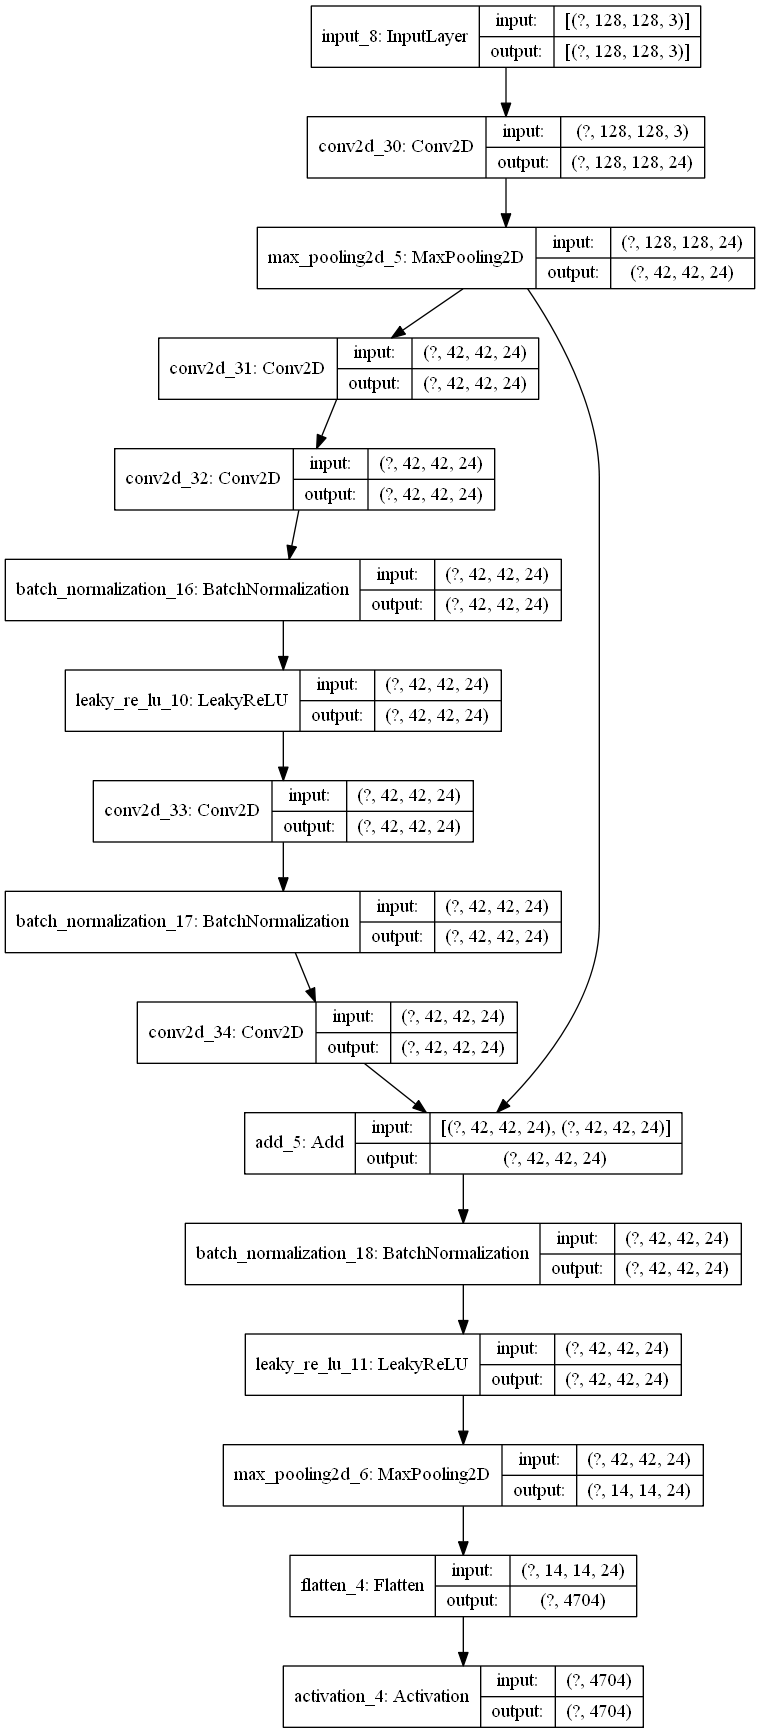 input_8: InputLayer
input: [(?, 128, 128, 3)]
output: [(?, 128, 128, 3)]
conv2d_30: Conv2D
input: (?, 128, 128, 3)
output: (?, 128, 128, 24)
max_pooling2d_5: MaxPooling2D
input: (?, 128, 128, 24)
output: (?, 42, 42, 24)
conv2d_31: Conv2D
input: (?, 42, 42, 24)
output: (?, 42, 42, 24)
conv2d_32: Conv2D
input: (?, 42, 42, 24)
output: (?, 42, 42, 24)
batch_normalization_16: BatchNormalization
input: (?, 42, 42, 24)
output: (?, 42, 42, 24)
leaky_re_lu_10: LeakyReLU
input: (?, 42, 42, 24)
output: (?, 42, 42, 24)
conv2d_33: Conv2D
input: (?, 42, 42, 24)
output: (?, 42, 42, 24)
batch_normalization_17: BatchNormalization
input: (?, 42, 42, 24)
output: (?, 42, 42, 24)
conv2d_34: Conv2D
input: (?, 42, 42, 24)
output: (?, 42, 42, 24)
add_5: Add
input: [(?, 42, 42, 24), (?, 42, 42, 24)]
output: (?, 42, 42, 24)
batch_normalization_18: BatchNormalization
input: (?, 42, 42, 24)
output: (?, 42, 42, 24)
leaky_re_lu_11: LeakyReLU
input: (?, 42, 42, 24)
output: (?, 42, 42, 24)
max_pooling2d_6: MaxPooling2D
input: (?, 42, 42, 24)
output: (?, 14, 14, 24)
flatten_4: Flatten
input: (?, 14, 14, 24)
output: (?, 4704)
activation_4: Activation
input: (?, 4704)
output: (?, 4704)